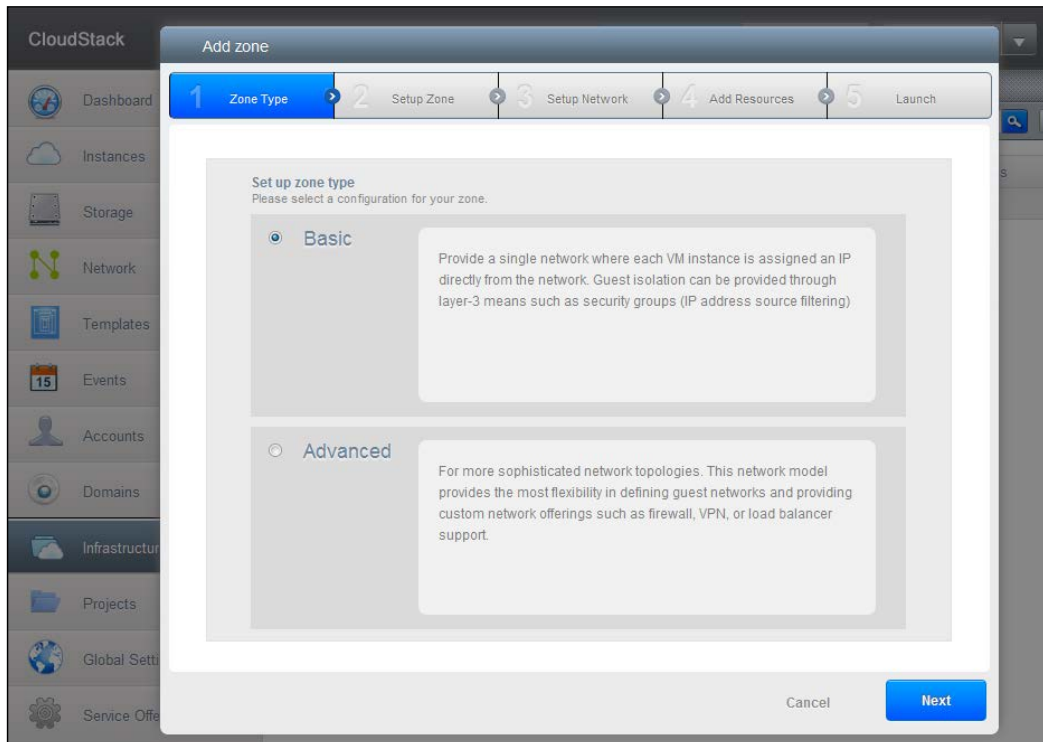 CloudStack
Add zone
1 Zone Type
2 Setup Zone
3 Setup Network
4 Add Resources
5 Launch
Dashboard
Instances
Storage
Network
Templates
15
Events
Accounts
Domains
Infrastructur
Projects
Global Setti
Service Offe
s
Set up zone type
Please select a configuration for your zone.
Basic
Provide a single network where each VM instance is assigned an IP
directly from the network. Guest isolation can be provided through
layer-3 means such as security groups (IP address source filtering)
Advanced
For more sophisticated network topologies. This network model
provides the most flexibility in defining guest networks and providing
custom network offerings such as firewall, VPN, or load balancer
support.
Cancel
Next